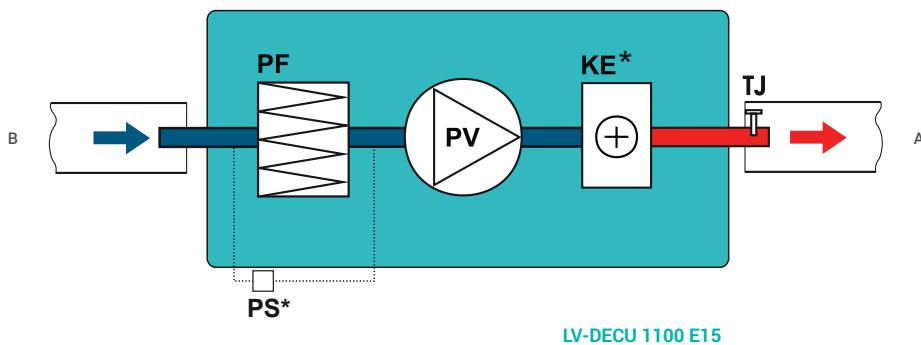 PF
KE*
TJ
B
PV
A
PS*
LV-DECU 1100 E15